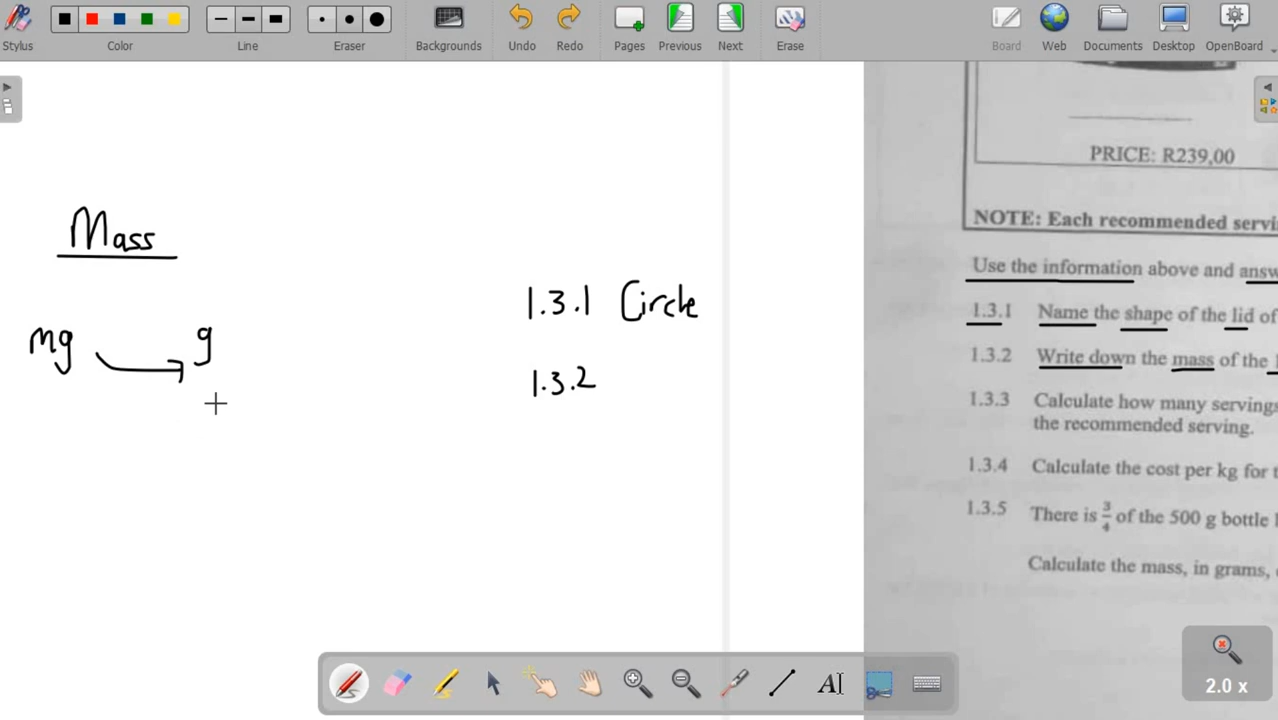 Stylus
Color
Line
Eraser
Backgrounds
Undo
Redo
Pages
Previous
Next
Erase
Board
Web
Documents
Desktop
OpenBoard
Mass
mg g
1.3.1 Circle
1.3.2
PRICE: R239,00
NOTE: Each recommended servi
Use the information above and answ
1.3.1 Name the shape of the lid of
1.3.2 Write down the mass of the
1.3.3 Calculate how many servings
the recommended serving.
1.3.4 Calculate the cost per kg for t
1.3.5 There is 3/4 of the 500 g bottle
Calculate the mass, in grams,
AI
2.0 x